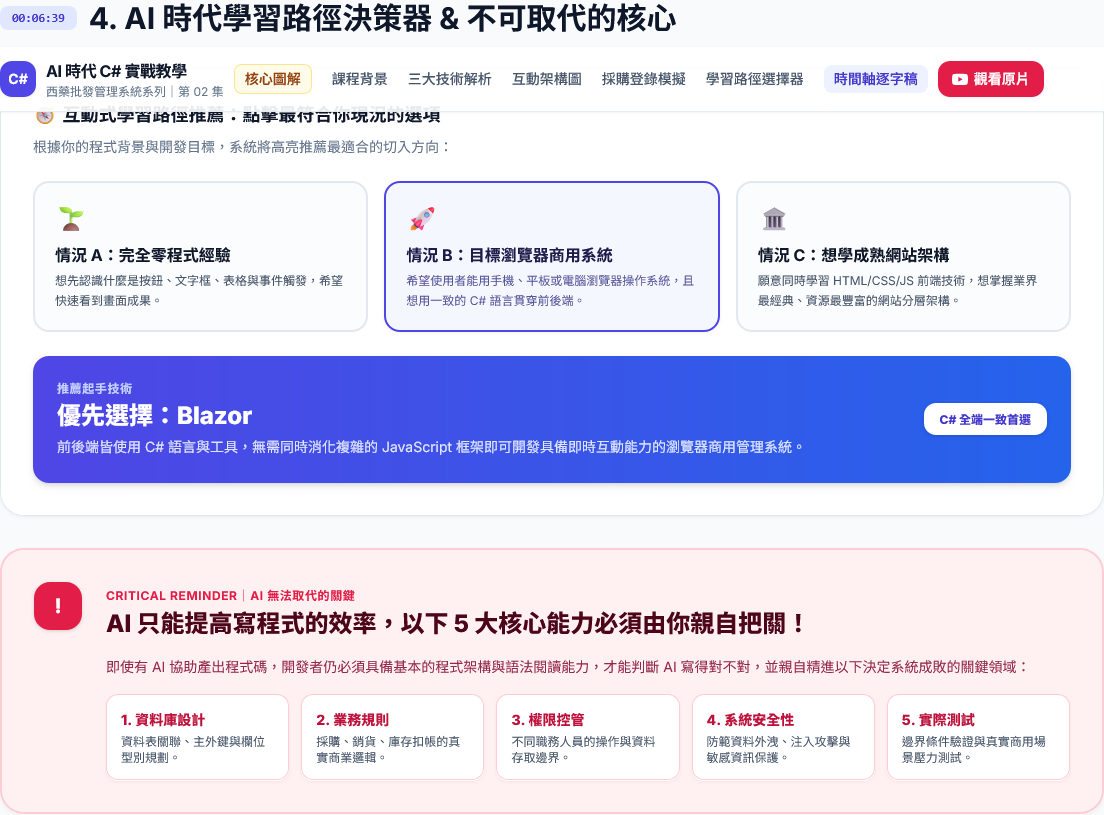 00:06:39
4. AI 時代學習路徑決策器 & 不可取代的核心
C#
AI 時代 C# 實戰教學
西藥批發管理系統系列｜第 02 集
核心圖解
課程背景
三大技術解析
互動架構圖
採購登錄模擬
學習路徑選擇器
時間軸逐字稿
觀看原片
互動式學習路徑推薦：點擊最符合你現況的選項
根據你的程式背景與開發目標，系統將高亮推薦最適合的切入方向：
情況 A：完全零程式經驗
想先認識什麼是按鈕、文字框、表格與事件觸發，希望
快速看到畫面成果。
情況 B：目標瀏覽器商用系統
希望使用者能用手機、平板或電腦瀏覽器操作系統，且
想用一致的 C# 語言貫穿前後端。
情況 C：想學成熟網站架構
願意同時學習 HTML/CSS/JS 前端技術，想掌握業界
最經典、資源最豐富的網站分層架構。
推薦起手技術
優先選擇：Blazor
前後端皆使用 C# 語言與工具，無需同時消化複雜的 JavaScript 框架即可開發具備即時互動能力的瀏覽器商用管理系統。
C# 全端一致首選
!
CRITICAL REMINDER｜AI 無法取代的關鍵
AI 只能提高寫程式的效率，以下 5 大核心能力必須由你親自把關！
即使有 AI 協助產出程式碼，開發者仍必須具備基本的程式架構與語法閱讀能力，才能判斷 AI 寫得對不對，並親自精進以下決定系統成敗的關鍵領域：
1. 資料庫設計
資料表關聯、主外鍵與欄位
型別規劃。
2. 業務規則
採購、銷貨、庫存扣帳的真
實商業邏輯。
3. 權限控管
不同職務人員的操作與資料
存取邊界。
4. 系統安全性
防範資料外洩、注入攻擊與
敏感資訊保護。
5. 實際測試
邊界條件驗證與真實商用場
景壓力測試。